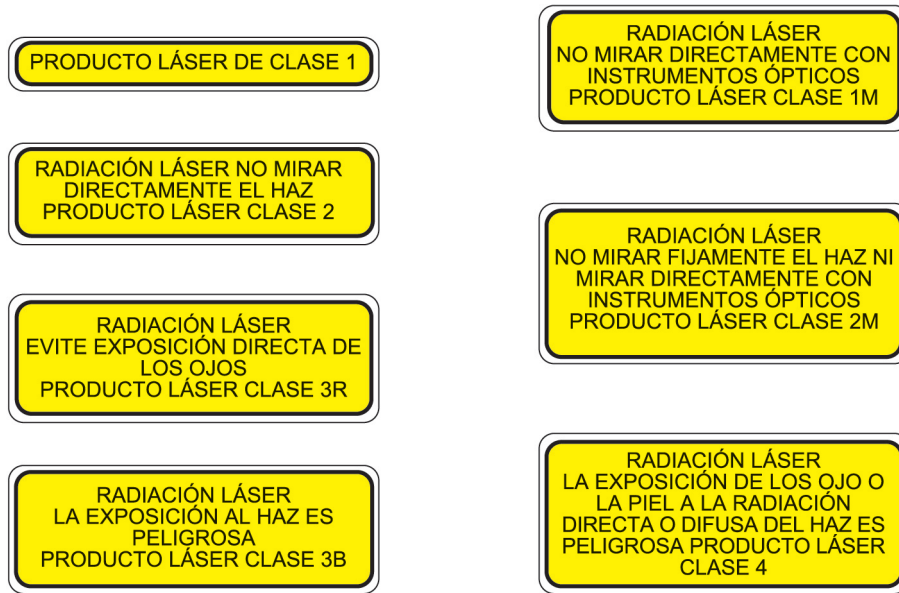 PRODUCTO LÁSER DE CLASE 1
RADIACIÓN LÁSER NO MIRAR
DIRECTAMENTE EL HAZ
PRODUCTO LÁSER CLASE 2
RADIACIÓN LÁSER
EVITE EXPOSICIÓN DIRECTA DE
LOS OJOS
PRODUCTO LÁSER CLASE 3R
RADIACIÓN LÁSER
LA EXPOSICIÓN AL HAZ ES
PELIGROSA
PRODUCTO LÁSER CLASE 3B
RADIACIÓN LÁSER
NO MIRAR DIRECTAMENTE CON
INSTRUMENTOS ÓPTICOS
PRODUCTO LÁSER CLASE 1M
RADIACIÓN LÁSER
NO MIRAR FIJAMENTE EL HAZ NI
MIRAR DIRECTAMENTE CON
INSTRUMENTOS ÓPTICOS
PRODUCTO LÁSER CLASE 2M
RADIACIÓN LÁSER
LA EXPOSICIÓN DE LOS OJO O
LA PIEL A LA RADIACIÓN
DIRECTA O DIFUSA DEL HAZ ES
PELIGROSA PRODUCTO LÁSER
CLASE 4